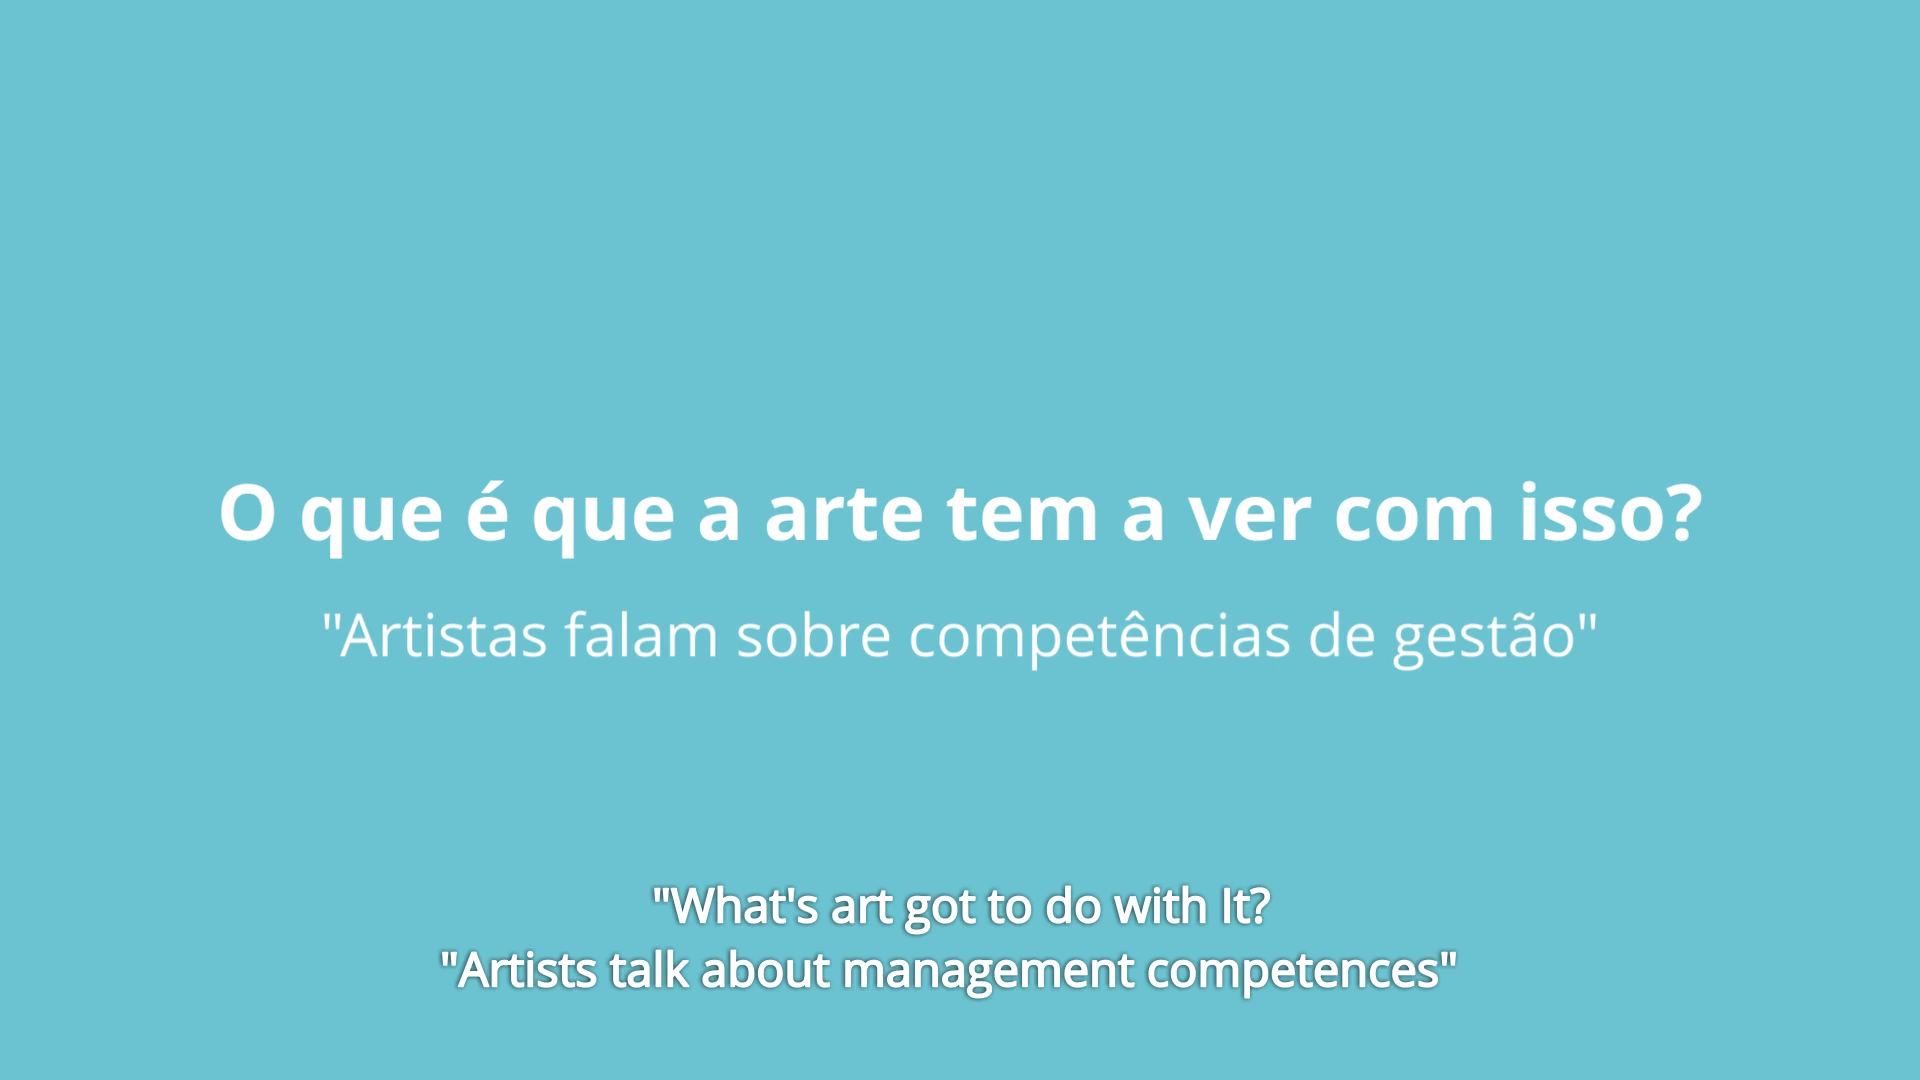 O que é que a arte tem a ver com isso?
"Artistas falam sobre competências de gestão"
"What's art got to do with It?
"Artists talk about management competences"